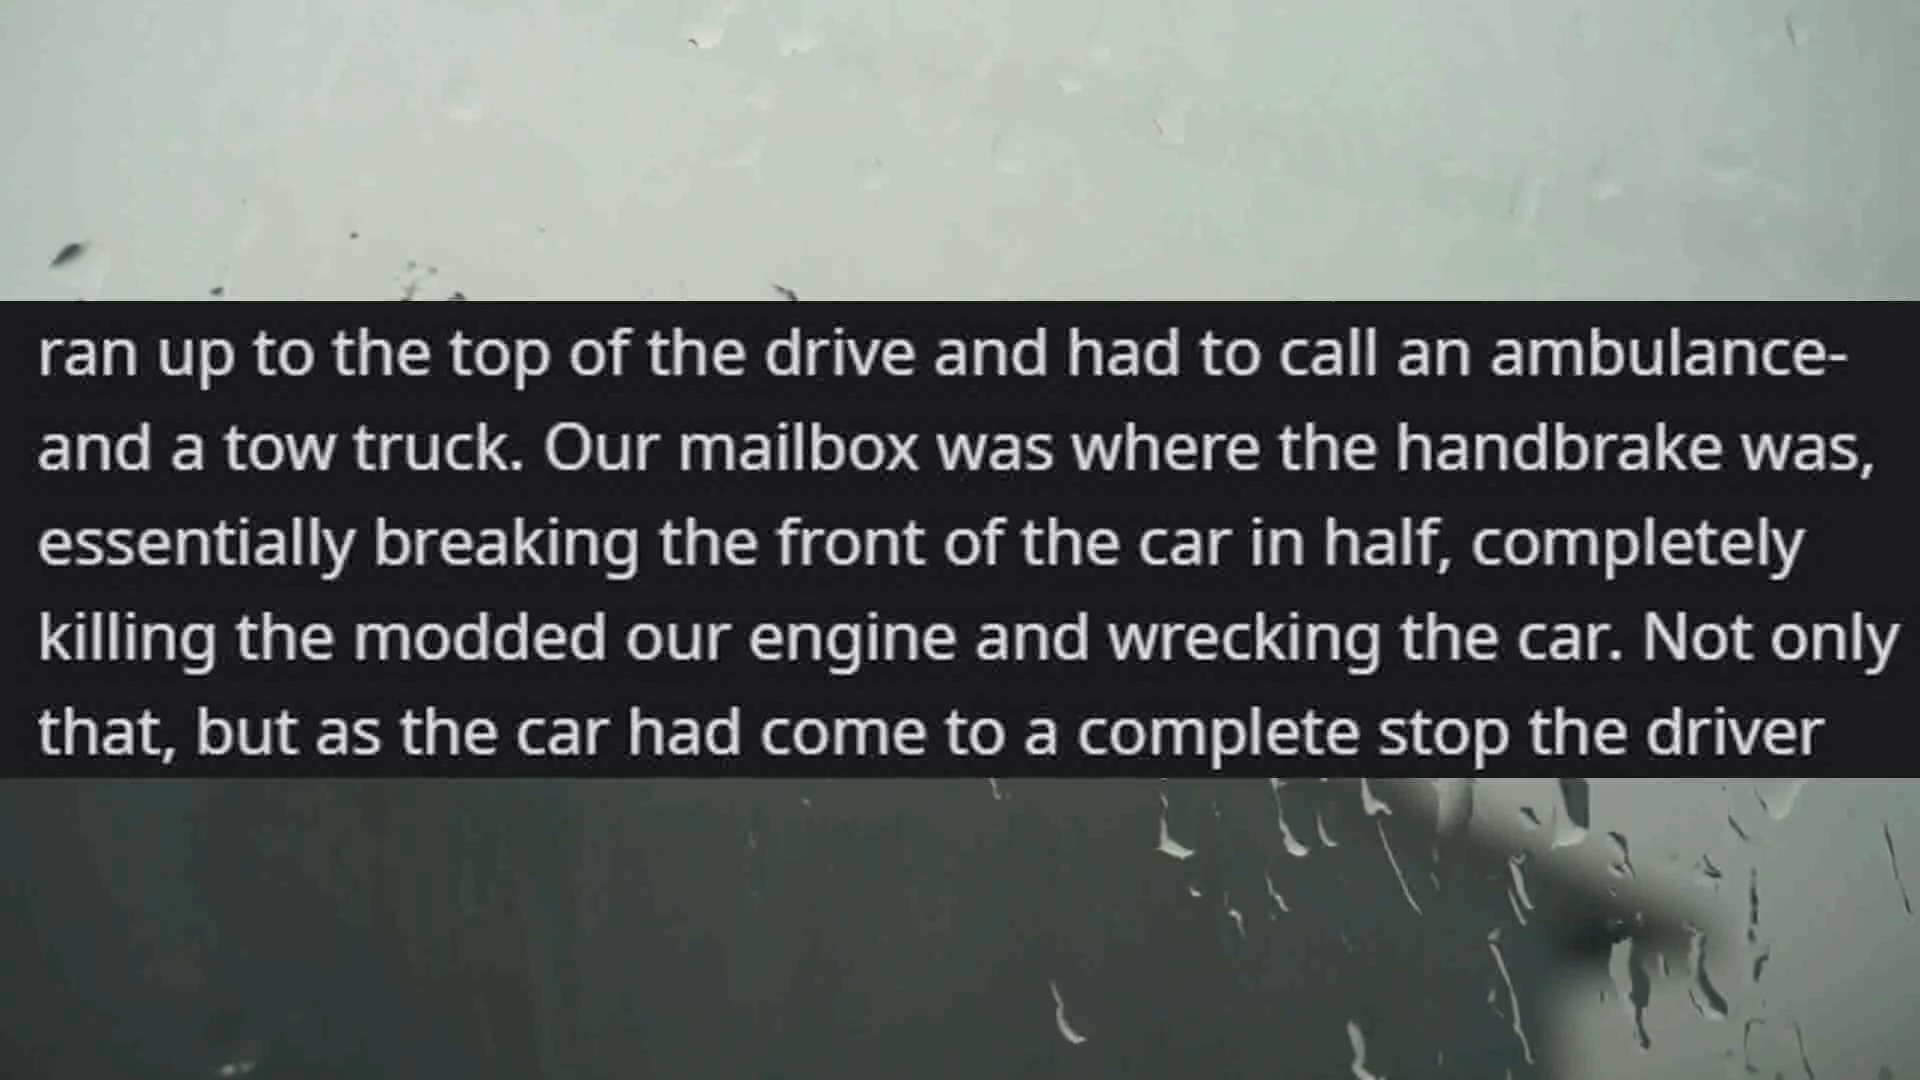 ran up to the top of the drive and had to call an ambulance-
and a tow truck. Our mailbox was where the handbrake was,
essentially breaking the front of the car in half, completely
killing the modded our engine and wrecking the car. Not only
that, but as the car had come to a complete stop the driver